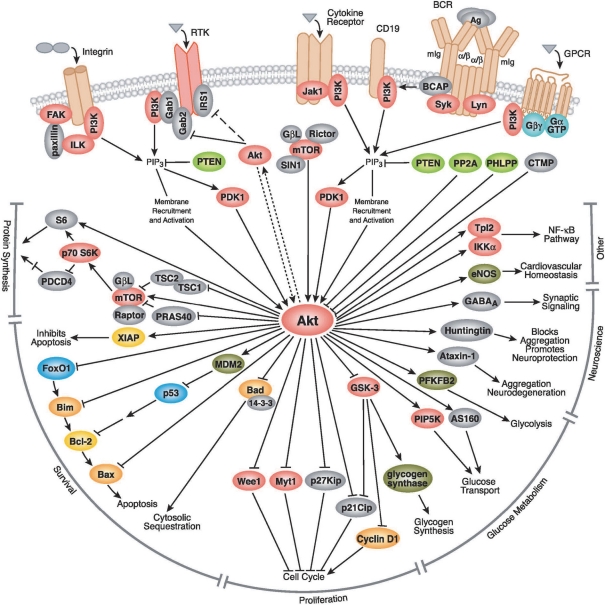 Cytokine
Receptor
BCR
Ag
RTK
CD19
Integrin
mIg
α/β
α/β
mIg
GPCR
FAK
paxillin
ILK
PI3K
PI3K
Gab1
Gab2
IRS1
Jak1
PI3K
PI3K
BCAP
Syk
Lyn
PI3K
Gβγ
Gα
GTP
PIP3
PTEN
Akt
GβL
Rictor
mTOR
SIN1
PIP3
PTEN
PP2A
PHLPP
CTMP
Membrane
Recruitment
and Activation
PDK1
PDK1
Membrane
Recruitment
and Activation
Protein Synthesis
S6
p70 S6K
PDCD4
GβL
mTOR
Raptor
TSC2
TSC1
PRAS40
Akt
Tpl2
IKKα
NF-κB
Pathway
eNOS
Cardiovascular
Homeostasis
Other
GABAA
Synaptic
Signaling
Huntingtin
Blocks
Aggregation
Promotes
Neuroprotection
Ataxin-1
Aggregation
Neurodegeneration
Neuroscience
Inhibits
Apoptosis
XIAP
FoxO1
Bim
Bcl-2
Bax
Apoptosis
p53
MDM2
Bad
14-3-3
Cytosolic
Sequestration
Survival
GSK-3
PFKFB2
Glycolysis
PIP5K
AS160
Glucose
Transport
glycogen
synthase
Glycogen
Synthesis
Glucose Metabolism
Wee1
Myt1
p27Kip
p21Cip
Cyclin D1
Cell Cycle
Proliferation